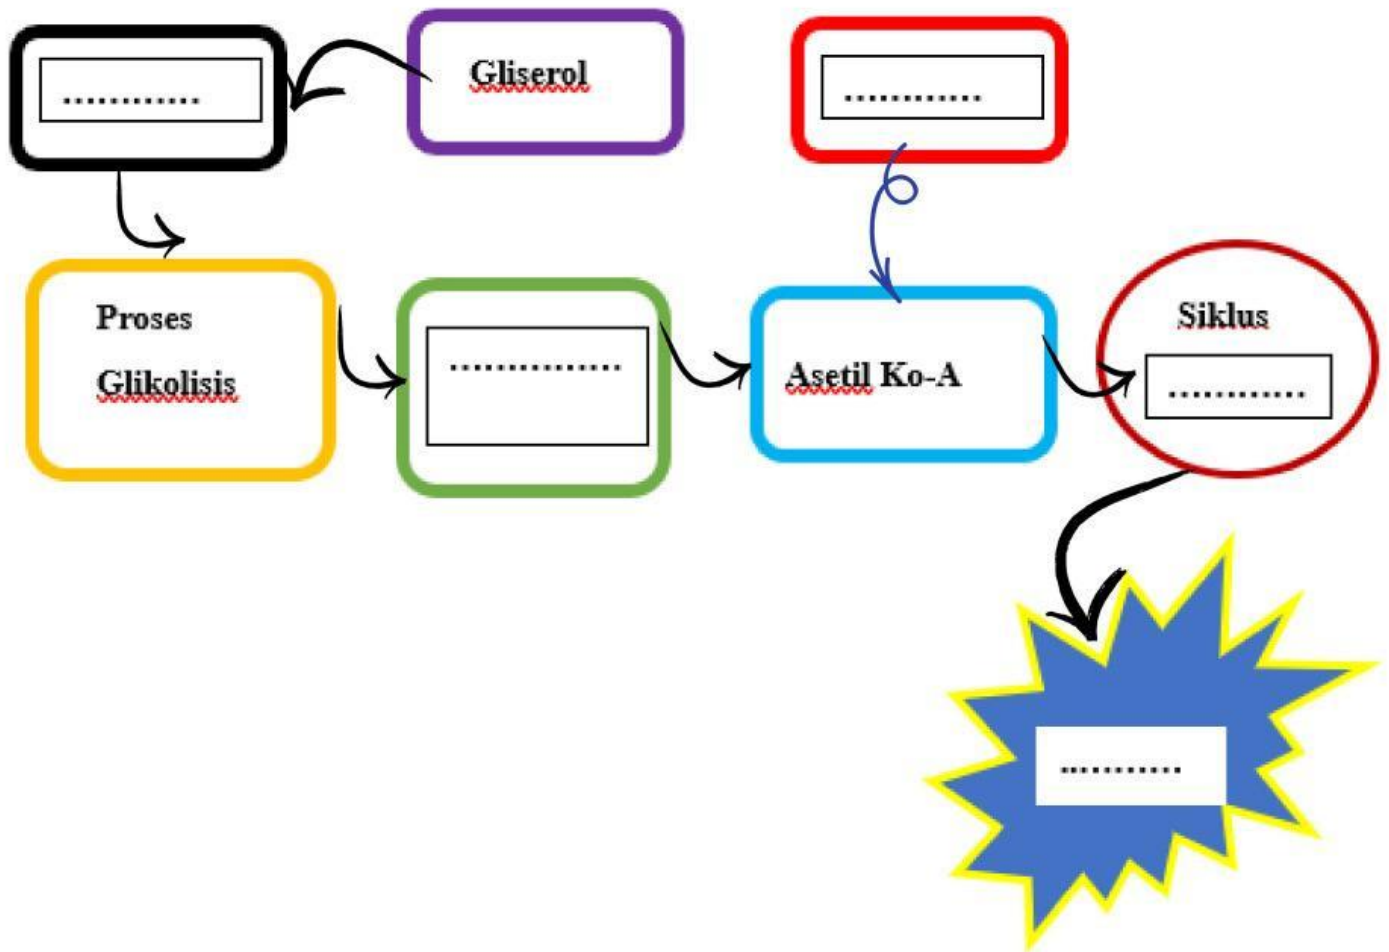 ............
Gliserol
............
Proses
Glikolisis
...............
Asetil Ko-A
Siklus
............
...........